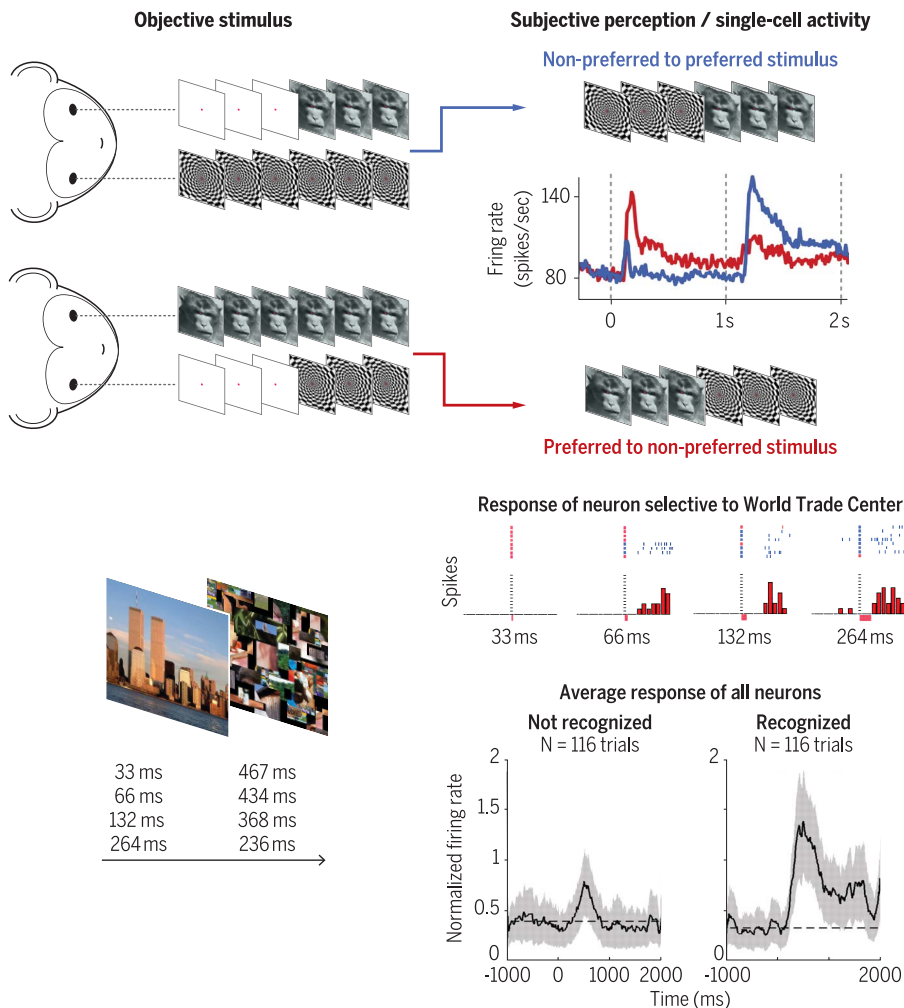 Objective stimulus
Subjective perception / single-cell activity
Non-preferred to preferred stimulus
Fring rate
(spikes/sec)
140
80
0
1s
2s
Preferred to non-preferred stimulus
Response of neuron selective to World Trade Center
Spikes
33 ms
66 ms
132 ms
264 ms
33 ms 467 ms
66 ms 434 ms
132 ms 368 ms
264 ms 236 ms
Average response of all neurons
Not recognized
N = 116 trials
Recognized
N = 116 trials
Normalized firing rate
2
1.5
1
0.5
0
-1000 0 1000 2000
2
1
0
-1000 2000
Time (ms)